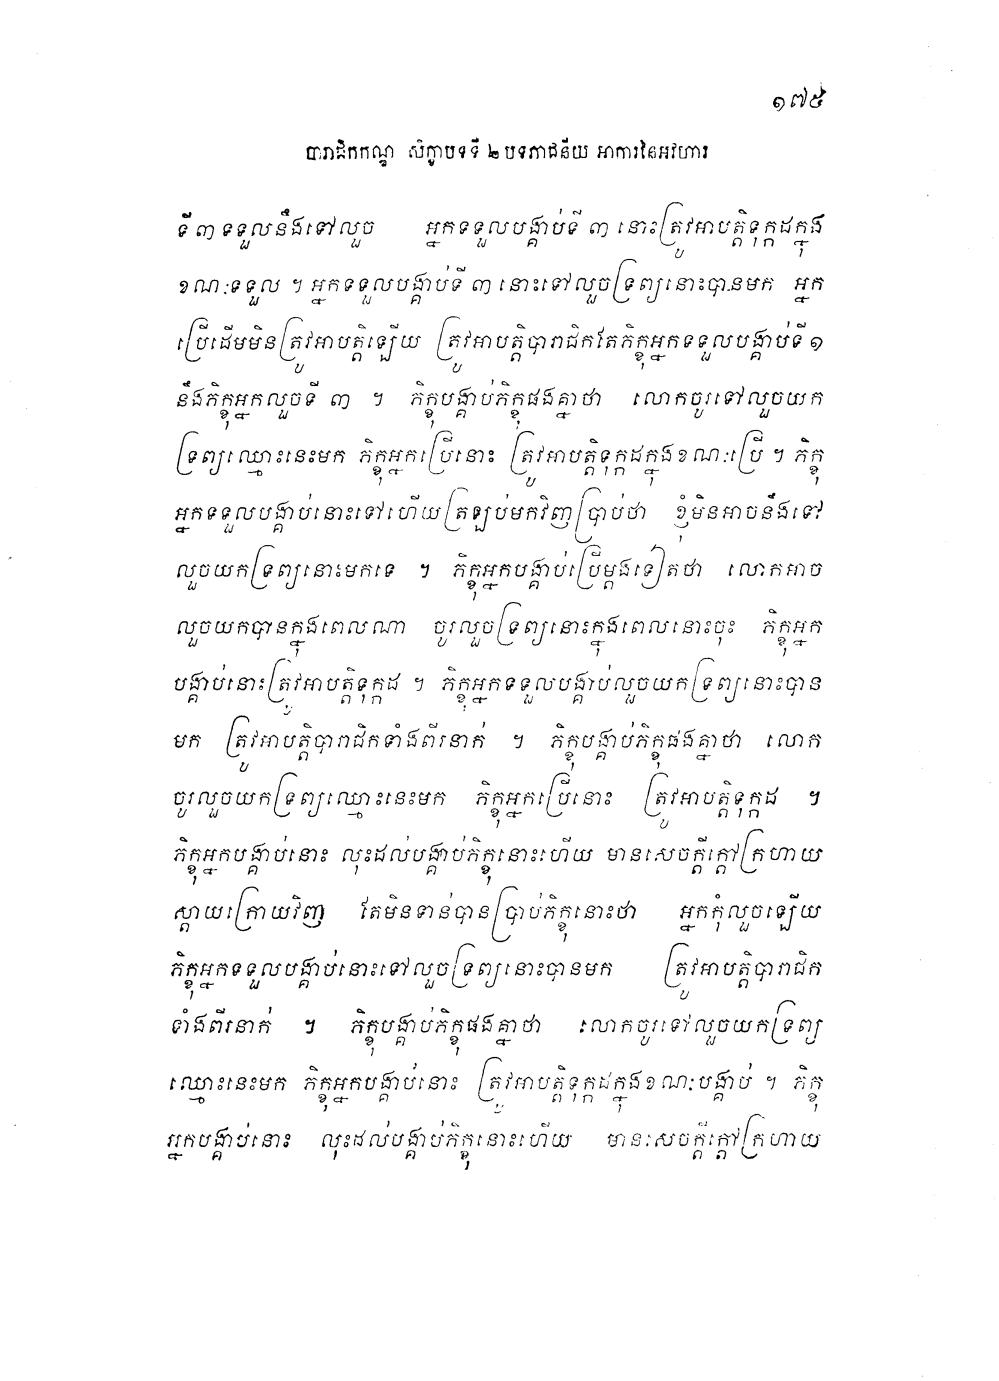 ១៧៥
បារាជិកកណ្ឌ សិក្ខាបទទី ២ បទភាជនីយ អាការនៃអវហារ
ទី ៣ ទទួលនឹងទៅលួច អ្នកទទួលបង្គាប់ទី ៣ នោះត្រូវអាបត្តិទុក្កដក្នុង
ខណៈទទួល ។ អ្នកទទួលបង្គាប់ទី ៣ នោះទៅលួចទ្រព្យនោះបានមក អ្នក
ប្រើដើមមិនត្រូវអាបត្តិឡើយ ត្រូវអាបត្តិបារាជិកតែភិក្ខុអ្នកទទួលបង្គាប់ទី ១
នឹងភិក្ខុអ្នកលួចទី ៣ ។ ភិក្ខុបង្គាប់ភិក្ខុផងគ្នាថា លោកចូរទៅលួចយក
ទ្រព្យឈ្មោះនេះមក ភិក្ខុអ្នកប្រើនោះ ត្រូវអាបត្តិទុក្កដក្នុងខណៈប្រើ ។ ភិក្ខុ
អ្នកទទួលបង្គាប់នោះទៅហើយត្រឡប់មកវិញប្រាប់ថា ខ្ញុំមិនអាចនឹងទៅ
លួចយកទ្រព្យនោះមកទេ ។ ភិក្ខុអ្នកបង្គាប់ប្រើម្តងទៀតថា លោកអាច
លួចយកបានក្នុងពេលណា ចូរលួចទ្រព្យនោះក្នុងពេលនោះចុះ ភិក្ខុអ្នក
បង្គាប់នោះត្រូវអាបត្តិទុក្កដ ។ ភិក្ខុអ្នកទទួលបង្គាប់លួចយកទ្រព្យនោះបាន
មក ត្រូវអាបត្តិបារាជិកទាំងពីរនាក់ ។ ភិក្ខុបង្គាប់ភិក្ខុផងគ្នាថា លោក
ចូរលួចយកទ្រព្យឈ្មោះនេះមក ភិក្ខុអ្នកប្រើនោះ ត្រូវអាបត្តិទុក្កដ ។
ភិក្ខុអ្នកបង្គាប់នោះ លុះដល់បង្គាប់ភិក្ខុនោះហើយ មានសេចក្តីក្តៅក្រហាយ
ស្តាយក្រោយវិញ តែមិនទាន់បានប្រាប់ភិក្ខុនោះថា អ្នកកុំលួចឡើយ
ភិក្ខុអ្នកទទួលបង្គាប់នោះទៅលួចទ្រព្យនោះបានមក ត្រូវអាបត្តិបារាជិក
ទាំងពីរនាក់ ។ ភិក្ខុបង្គាប់ភិក្ខុផងគ្នាថា លោកចូរទៅលួចយកទ្រព្យ
ឈ្មោះនេះមក ភិក្ខុអ្នកបង្គាប់នោះ ត្រូវអាបត្តិទុក្កដក្នុងខណៈបង្គាប់ ។ ភិក្ខុ
អ្នកបង្គាប់នោះ លុះដល់បង្គាប់ភិក្ខុនោះហើយ មានសេចក្តីក្តៅក្រហាយ